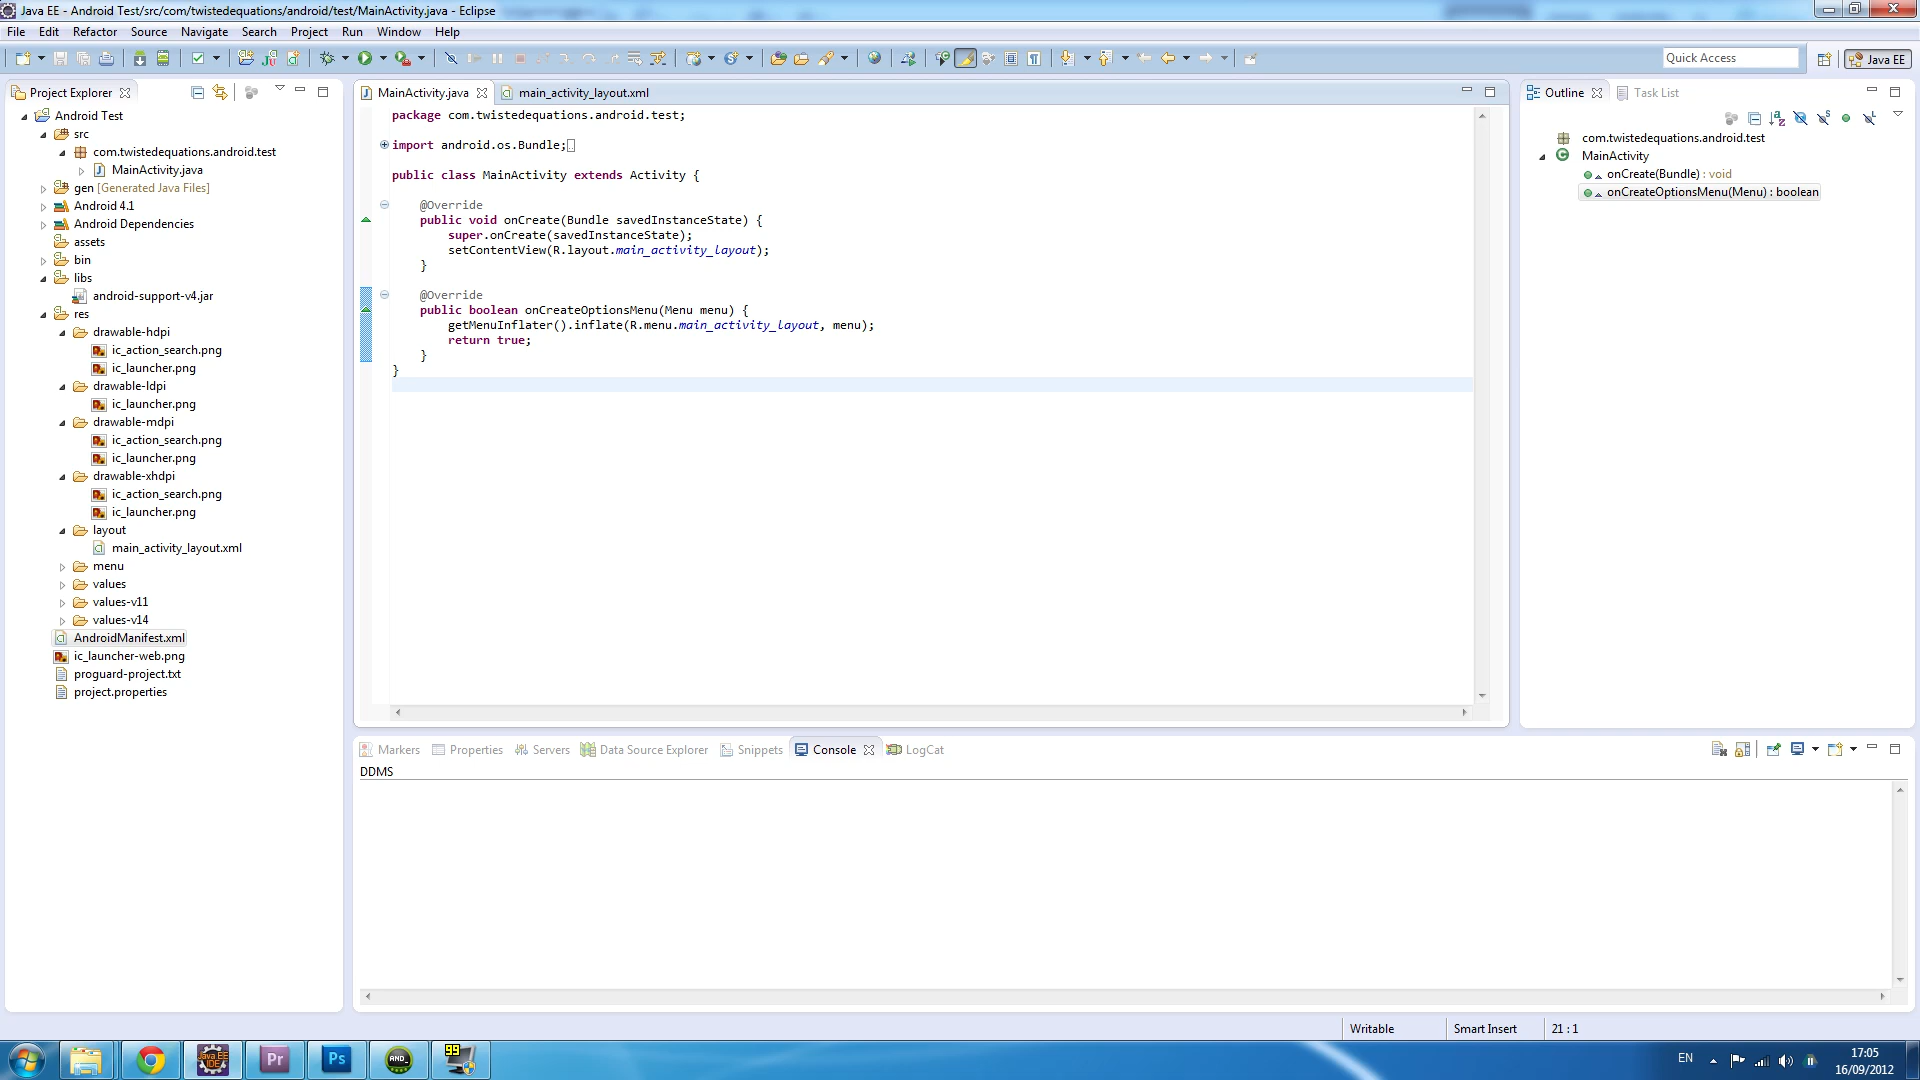 Java EE - Android Test/src/com/twistedequations/android/test/MainActivity.java - Eclipse
File Edit Refactor Source Navigate Search Project Run Window Help
Quick Access
Java EE
Project Explorer
Android Test
src
com.twistedequations.android.test
MainActivity.java
gen [Generated Java Files]
Android 4.1
Android Dependencies
assets
bin
libs
android-support-v4.jar
res
drawable-hdpi
ic_action_search.png
ic_launcher.png
drawable-ldpi
ic_launcher.png
drawable-mdpi
ic_action_search.png
ic_launcher.png
drawable-xhdpi
ic_action_search.png
ic_launcher.png
layout
main_activity_layout.xml
menu
values
values-v11
values-v14
AndroidManifest.xml
ic_launcher-web.png
proguard-project.txt
project.properties
MainActivity.java main_activity_layout.xml
package com.twistedequations.android.test;
import android.os.Bundle;
public class MainActivity extends Activity {
@Override
public void onCreate(Bundle savedInstanceState) {
super.onCreate(savedInstanceState);
setContentView(R.layout.main_activity_layout);
}
@Override
public boolean onCreateOptionsMenu(Menu menu) {
getMenuInflater().inflate(R.menu.main_activity_layout, menu);
return true;
}
}
Outline Task List
com.twistedequations.android.test
MainActivity
onCreate(Bundle) : void
onCreateOptionsMenu(Menu) : boolean
Markers Properties Servers Data Source Explorer Snippets Console LogCat
DDMS
Writable Smart Insert 21 : 1
Java EE
IDE
Pr
Ps
AND_
99
EN
17:05
16/09/2012